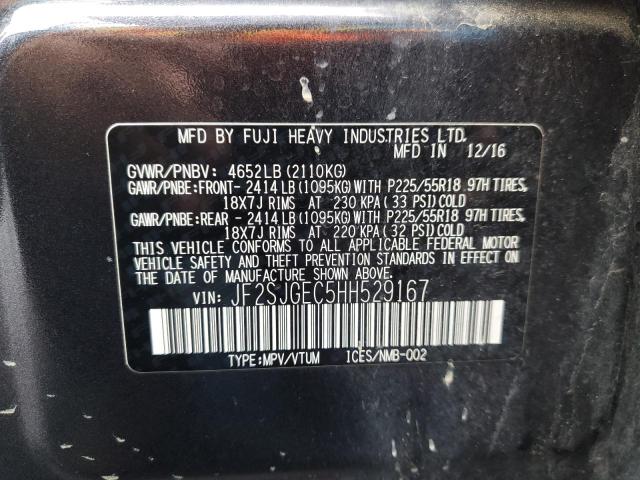 MFD BY FUJI HEAVY INDUSTRIES LTD.
MFD IN 12/16
GVWR/PNBV: 4652LB (2110KG)
GAWR/PNBE:FRONT- 2414LB(1095KG)WITH P225/55R18 97H TIRES,
18X7J RIMS AT 230 KPA ( 33 PSI)COLD
GAWR/PNBE:REAR - 2414LB(1095KG)WITH P225/55R18 97H TIRES,
18X7J RIMS AT 220 KPA ( 32 PSI)COLD
THIS VEHICLE CONFORMS TO ALL APPLICABLE FEDERAL MOTOR
VEHICLE SAFETY AND THEFT PREVENTION STANDARDS IN EFFECT ON
THE DATE OF MANUFACTURE SHOWN ABOVE.
VIN: JF2SJGEC5HH529167
TYPE:MPV/VTUM ICES/NMB-002